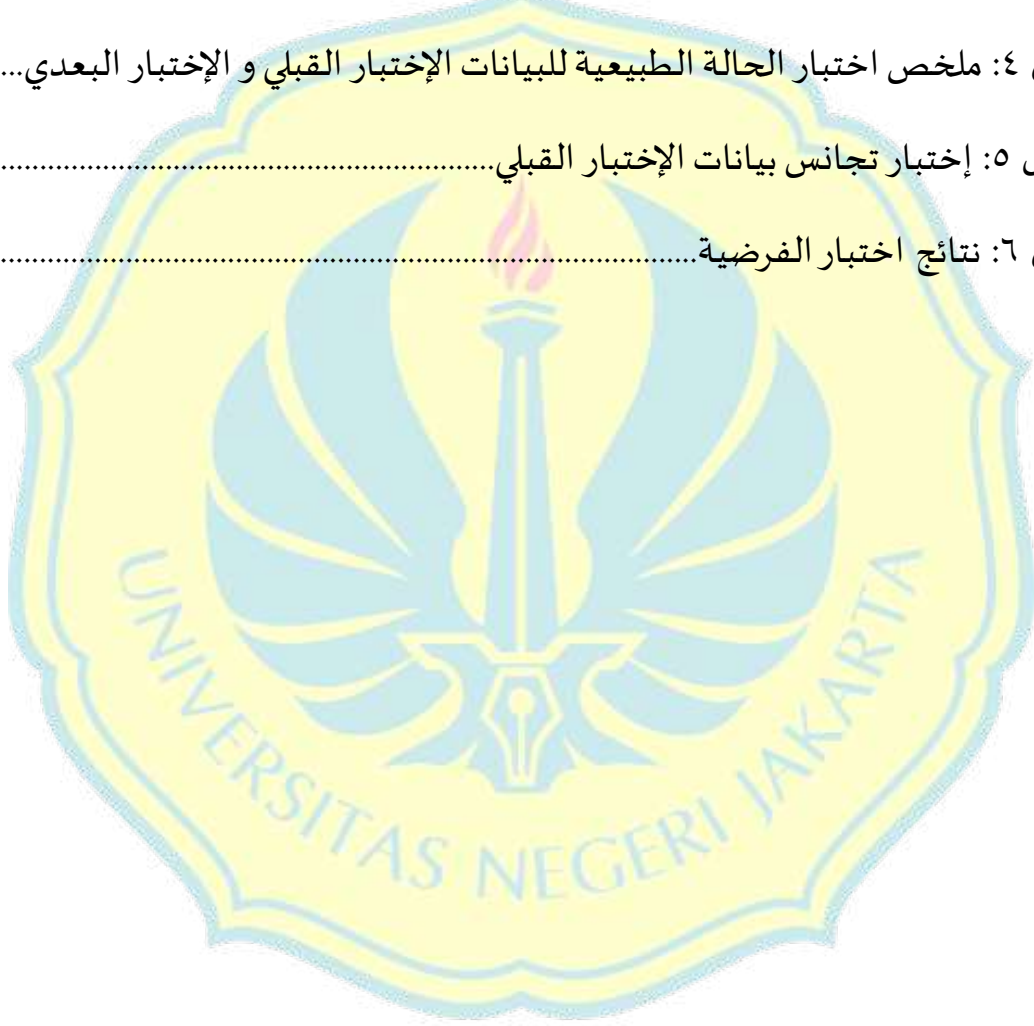 ٤: ملخص اختبار الحالة الطبيعية للبيانات الإختبار القبلي و الإختبار البعدي...
٥: إختبار تجانس بيانات الإختبار القبلي................................................................
٦: نتائج اختبار الفرضية..........................................................................................
UNIVERSITAS NEGERI JAKARTA